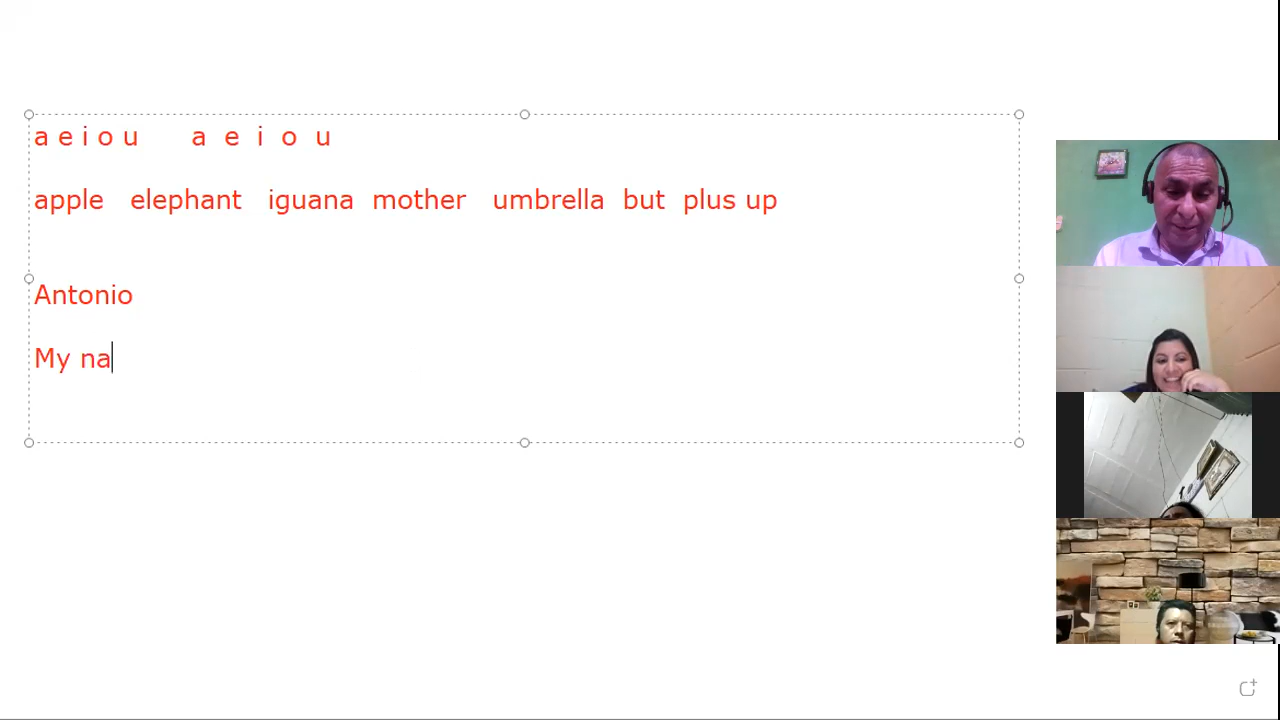 a e i o u a e i o u
apple elephant iguana mother umbrella but plus up
Antonio
My na